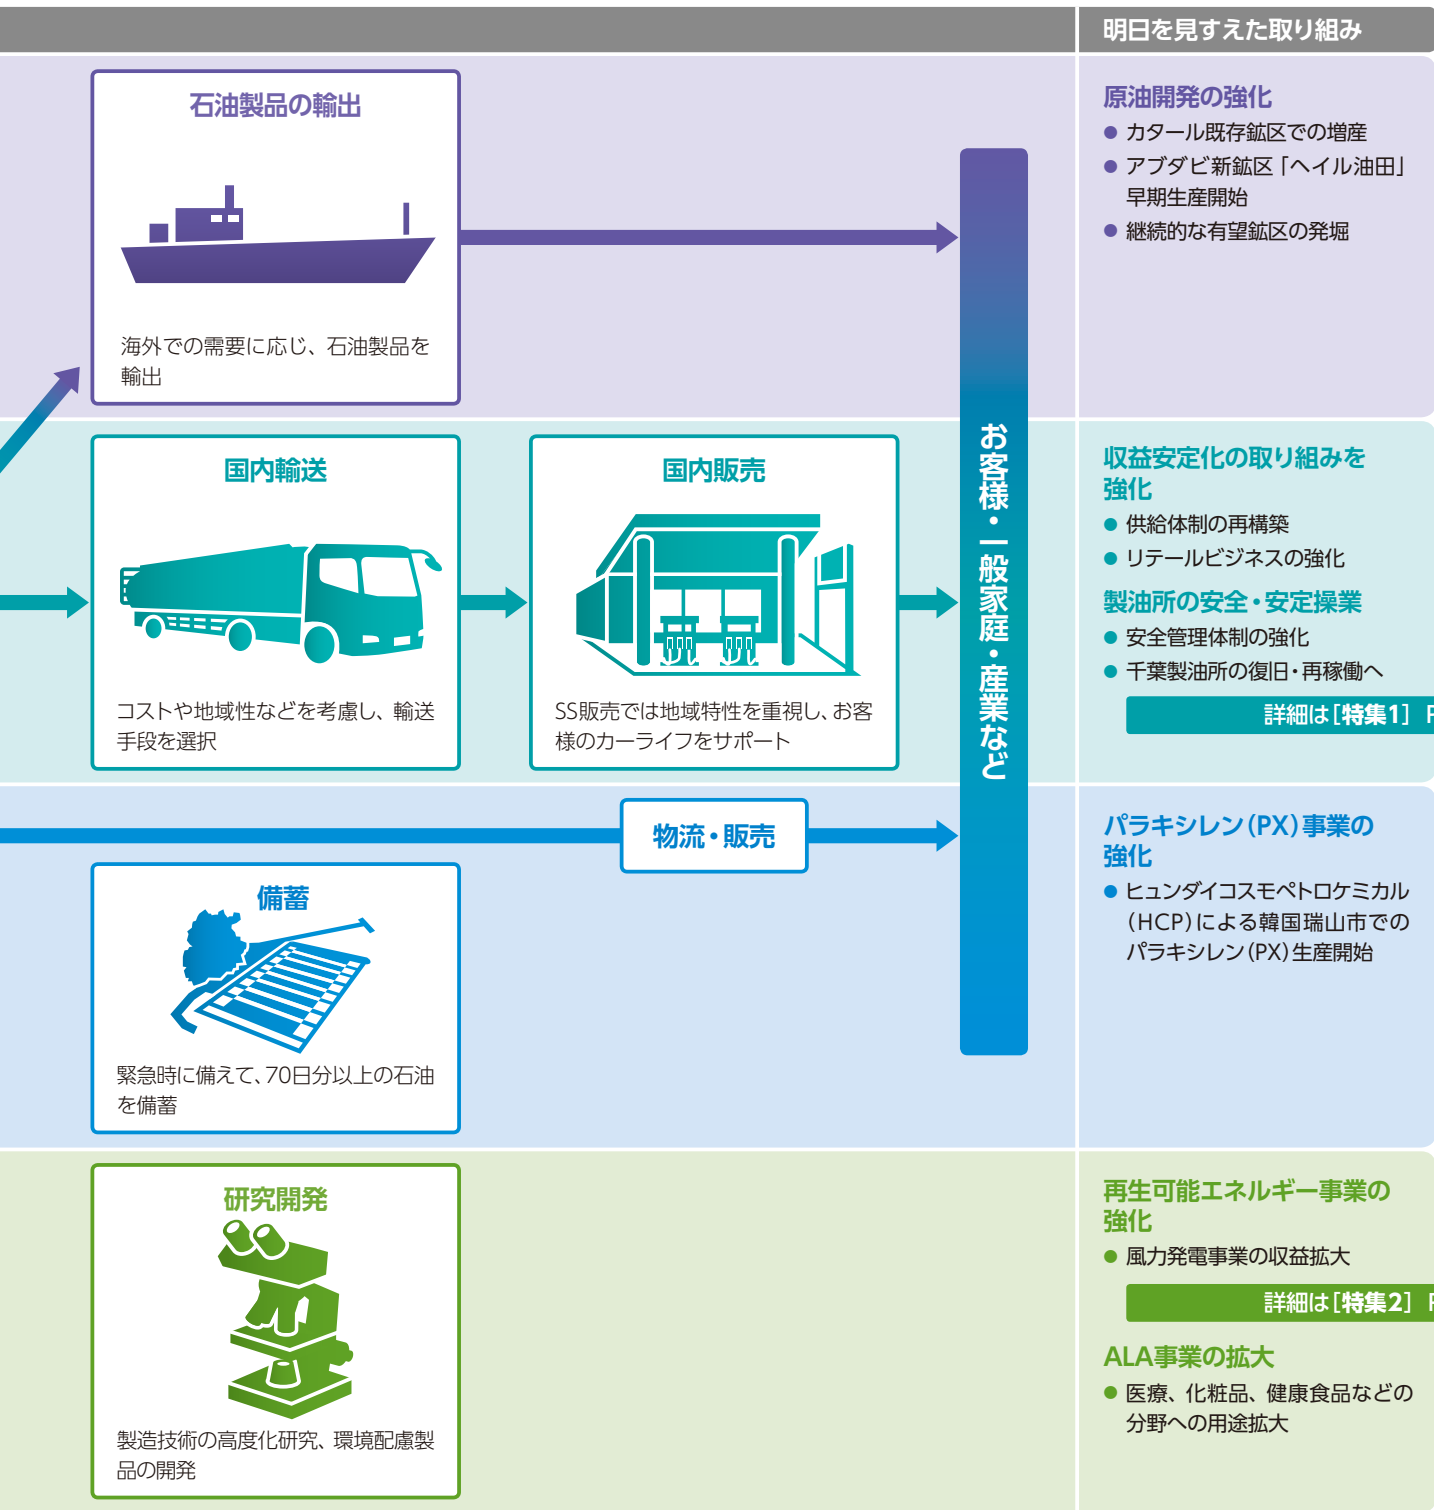 明日を見すえた取り組み
石油製品の輸出
海外での需要に応じ、石油製品を
輸出
原油開発の強化
● カタール既存鉱区での増産
● アブダビ新鉱区「ヘイル油田」
早期生産開始
● 継続的な有望鉱区の発掘
国内輸送
コストや地域性などを考慮し、輸送
手段を選択
国内販売
SS販売では地域特性を重視し、お客
様のカーライフをサポート
お客様・一般家庭・産業など
収益安定化の取り組みを
強化
● 供給体制の再構築
● リテールビジネスの強化
製油所の安全・安定操業
● 安全管理体制の強化
● 千葉製油所の復旧・再稼働へ
詳細は[特集1] P
物流・販売
備蓄
緊急時に備えて、70日分以上の石油
を備蓄
パラキシレン(PX)事業の
強化
● ヒュンダイコスモペトロケミカル
(HCP)による韓国瑞山市での
パラキシレン(PX)生産開始
研究開発
製造技術の高度化研究、環境配慮製
品の開発
再生可能エネルギー事業の
強化
● 風力発電事業の収益拡大
詳細は[特集2] P
ALA事業の拡大
● 医療、化粧品、健康食品などの
分野への用途拡大